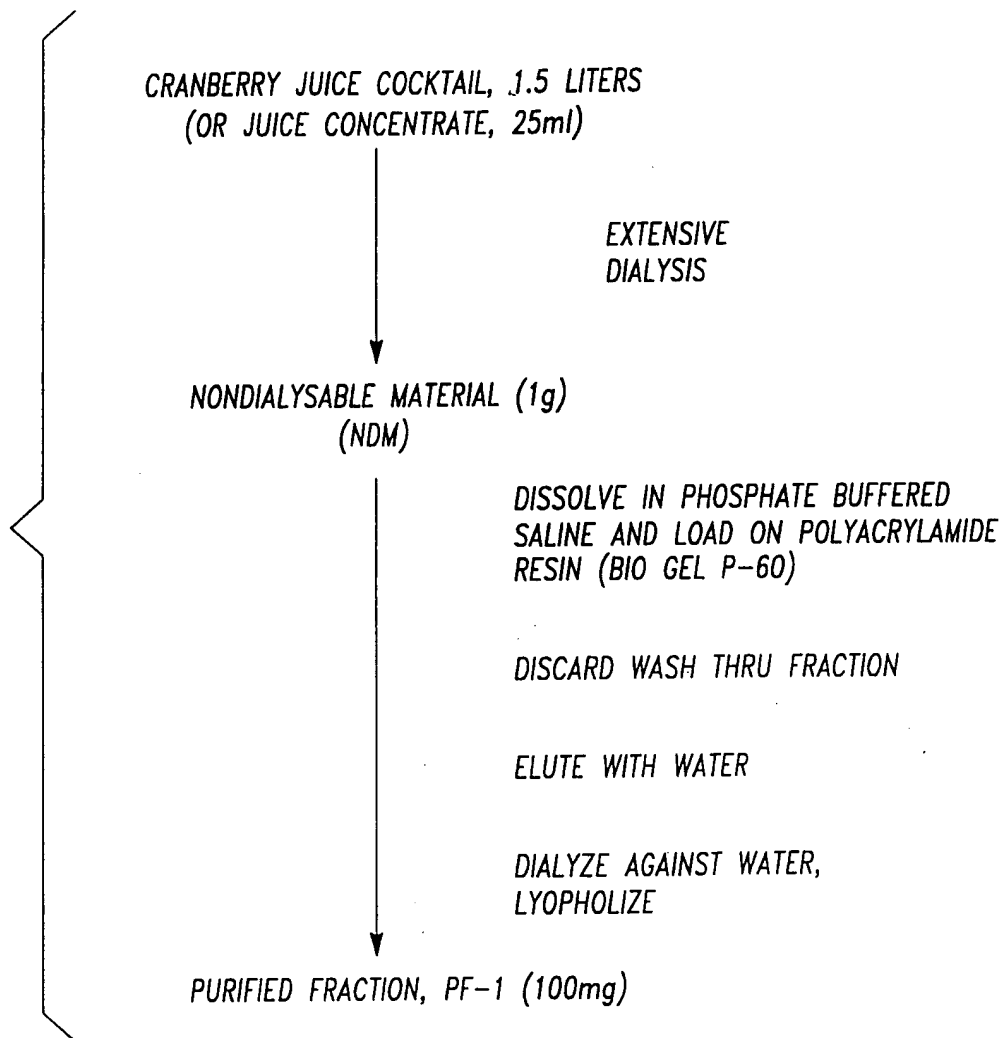 CRANBERRY JUICE COCKTAIL, 1.5 LITERS
(OR JUICE CONCENTRATE, 25ml)
EXTENSIVE
DIALYSIS
NONDIALYSABLE MATERIAL (1g)
(NDM)
DISSOLVE IN PHOSPHATE BUFFERED
SALINE AND LOAD ON POLYACRYLAMIDE
RESIN (BIO GEL P-60)
DISCARD WASH THRU FRACTION
ELUTE WITH WATER
DIALYZE AGAINST WATER,
LYOPHOLIZE
PURIFIED FRACTION, PF-1 (100mg)